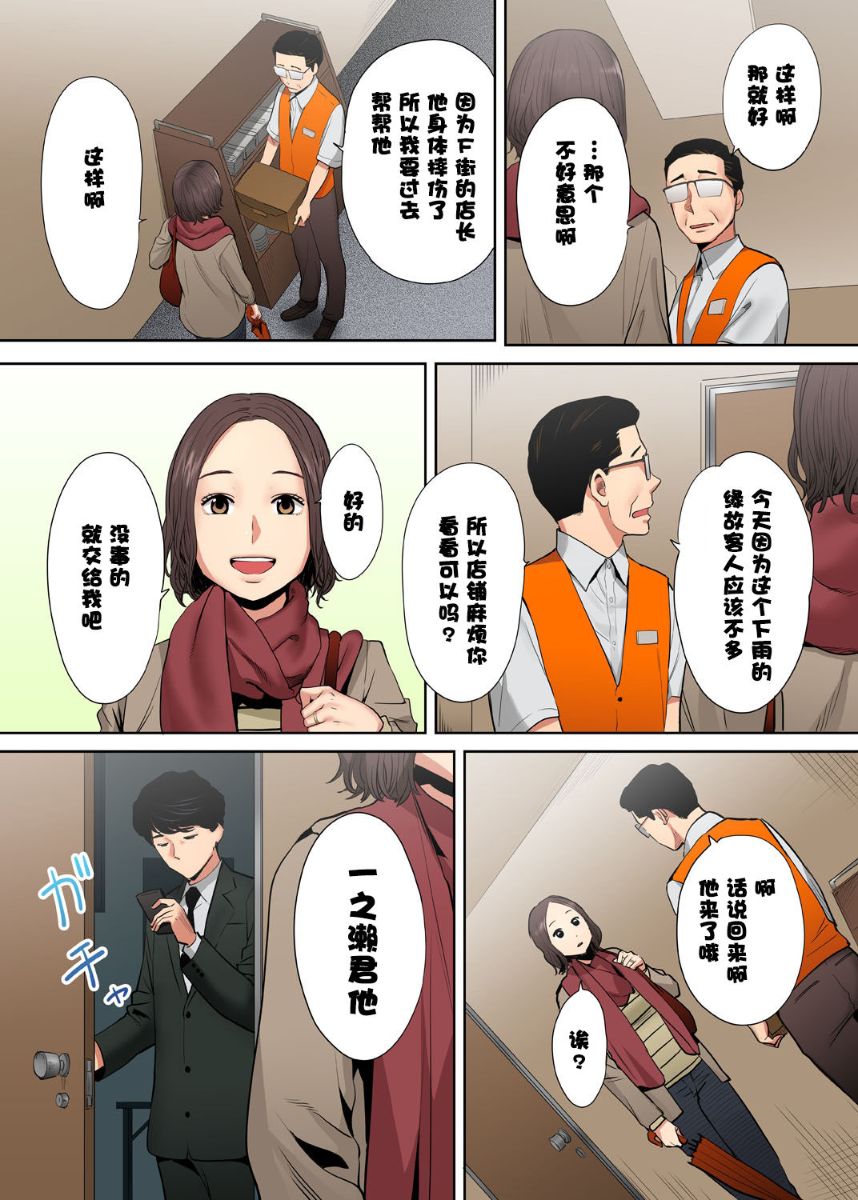 这样啊
那就好
…那个
不好意思啊
因为F街的店长
他身体摔伤了
所以我要过去
帮帮他
这样啊
今天因为这个下雨的
缘故客人应该不多
所以店铺麻烦你
看看可以吗？
好的
没事的
就交给我吧
啊
话说回来啊
他来了哦
诶？
一之濑君他
ガチャ